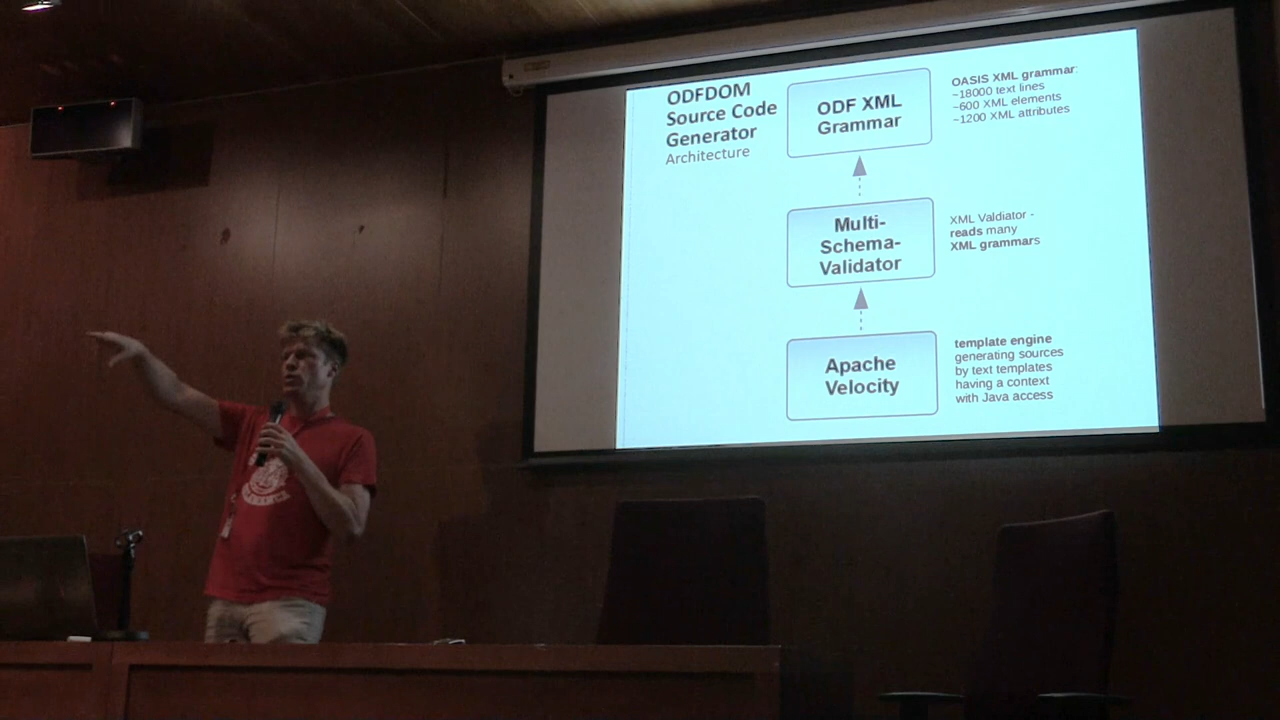 ODFDOM
Source Code
Generator
Architecture
ODF XML
Grammar
OASIS XML grammar:
~18000 text lines
~600 XML elements
~1200 XML attributes
Multi-
Schema-
Validator
XML Valdiator -
reads many
XML grammars
Apache
Velocity
template engine
generating sources
by text templates
having a context
with Java access